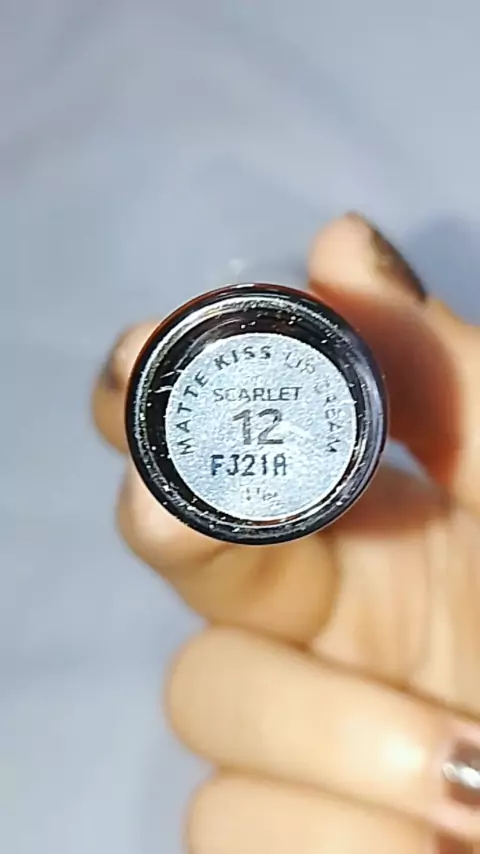 MATTE KISS LIP CREAM
SCARLET
12
FJ21A